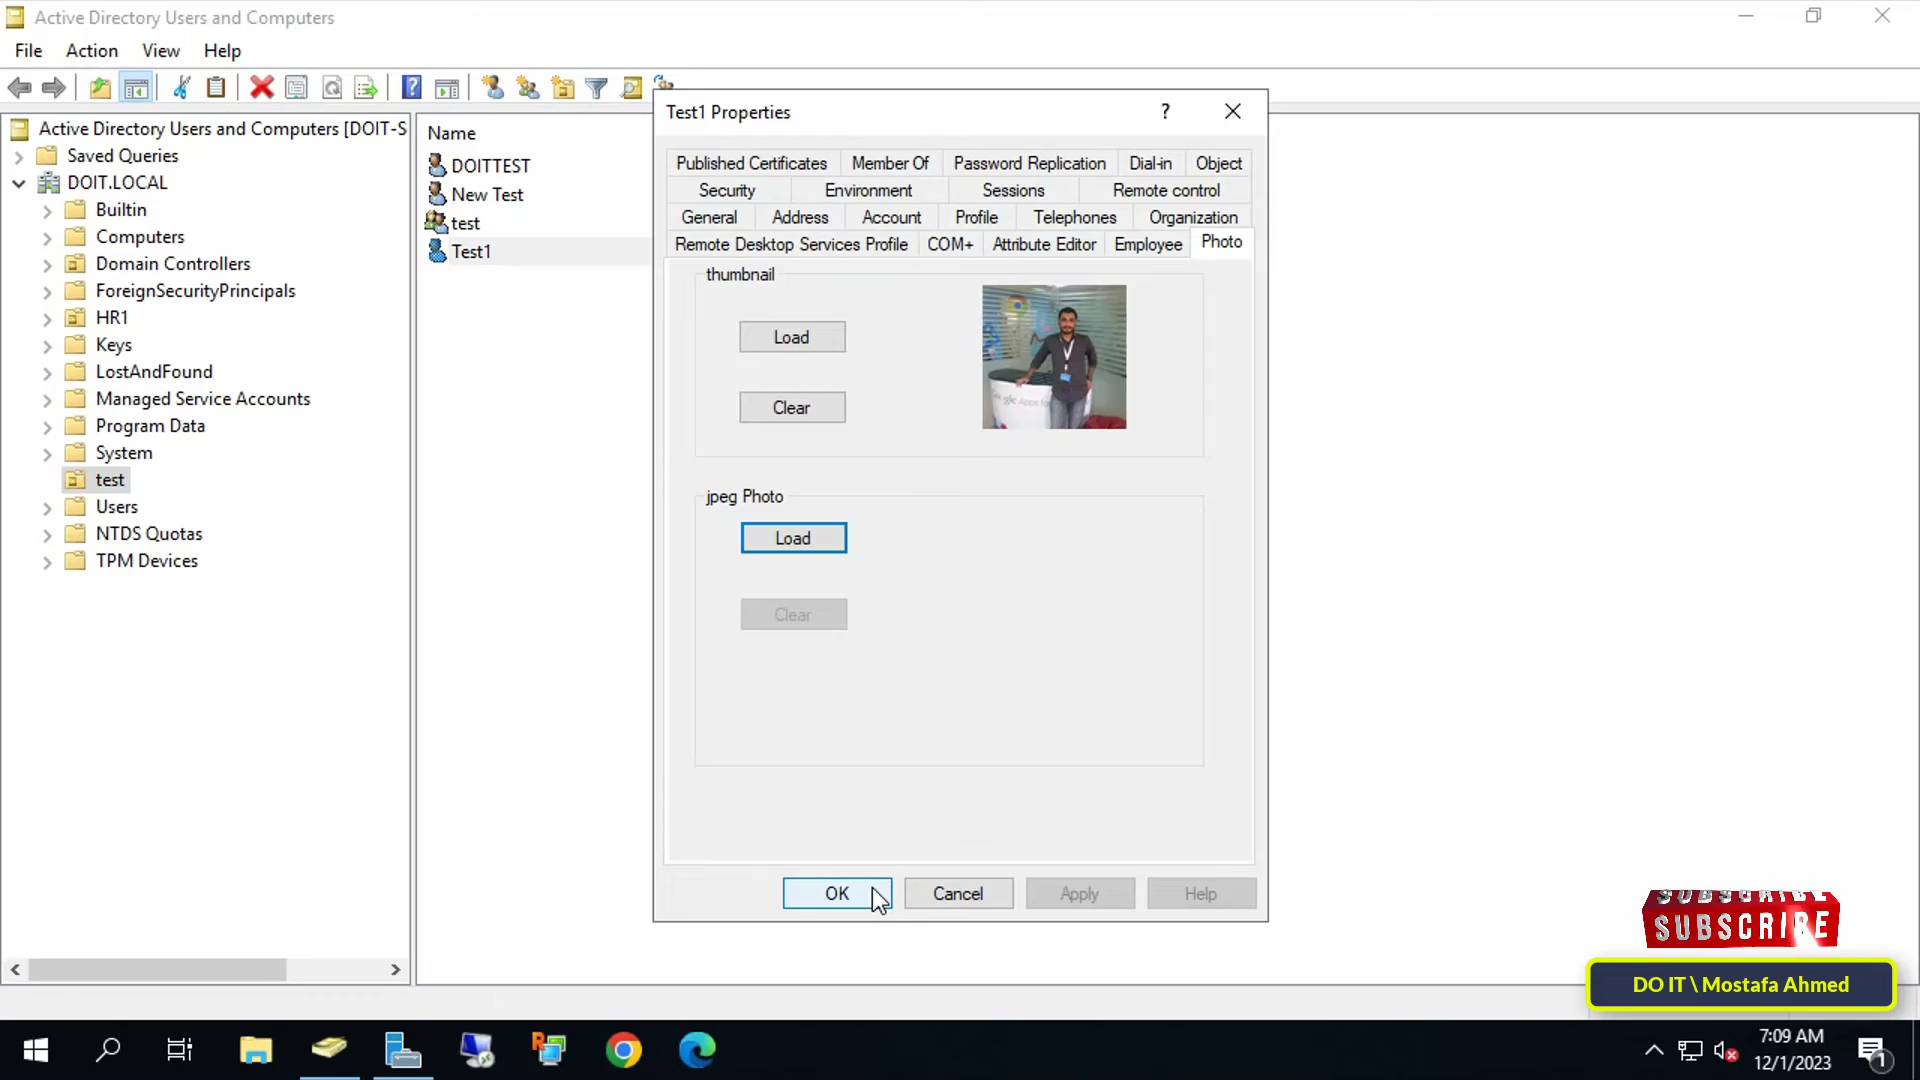 Active Directory Users and Computers
File Action View Help
Active Directory Users and Computers [DOIT-S
Saved Queries
DOIT.LOCAL
Builtin
Computers
Domain Controllers
ForeignSecurityPrincipals
HR1
Keys
LostAndFound
Managed Service Accounts
Program Data
System
test
Users
NTDS Quotas
TPM Devices
Name
DOITTEST
New Test
test
Test1
Test1 Properties
Published Certificates Member Of Password Replication Dial-in Object
Security Environment Sessions Remote control
General Address Account Profile Telephones Organization
Remote Desktop Services Profile COM+ Attribute Editor Employee Photo
thumbnail
Load
Clear
jpeg Photo
Load
Clear
OK Cancel Apply Help
SUBSCRIBE
SUBSCRIBE
DO IT \ Mostafa Ahmed
7:09 AM
12/1/2023
1